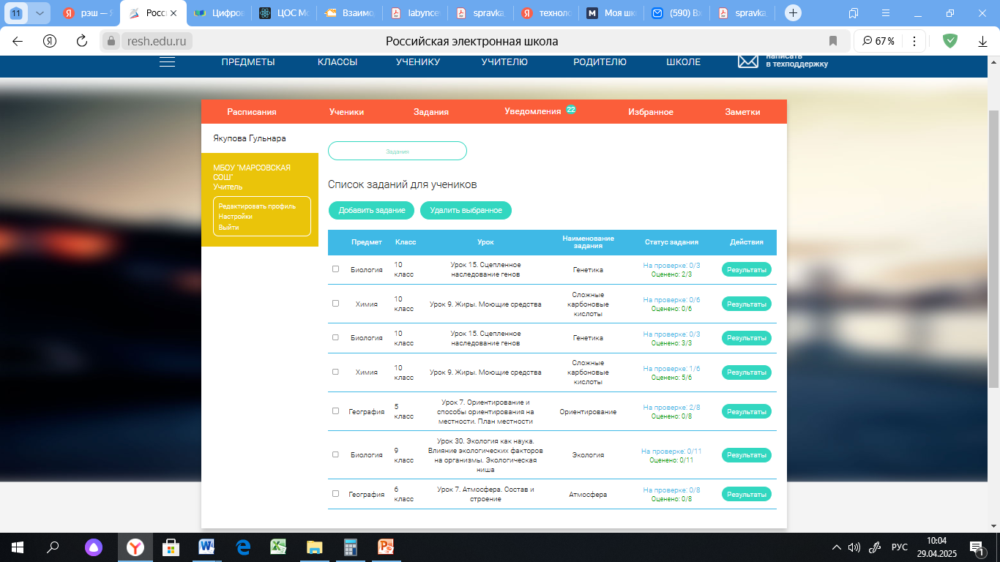 11
рэш — Я
Росс
Цифров
ЦОС Мо
Взаимо
labyncev
spravka
техноло
Моя шк
(590) Вх
spravka
resh.edu.ru
Российская электронная школа
67 %
ПРЕДМЕТЫ КЛАССЫ УЧЕНИКУ УЧИТЕЛЮ РОДИТЕЛЮ ШКОЛЕ
написать
в техподдержку
Расписания Ученики Задания Уведомления 22 Избранное Заметки
Якупова Гульнара
МБОУ "МАРСОВСКАЯ
СОШ"
Учитель
Редактировать профиль
Настройки
Выйти
Задания
Список заданий для учеников
Добавить задание Удалить выбранное
Предмет Класс Урок Наименование задания Статус задания Действия
Биология 10 класс Урок 15. Сцепленное наследование генов Генетика На проверке: 0/3 Оценено: 2/3 Результаты
Химия 10 класс Урок 9. Жиры. Моющие средства Сложные карбоновые кислоты На проверке: 0/6 Оценено: 0/6 Результаты
Биология 10 класс Урок 15. Сцепленное наследование генов Генетика На проверке: 0/3 Оценено: 3/3 Результаты
Химия 10 класс Урок 9. Жиры. Моющие средства Сложные карбоновые кислоты На проверке: 1/6 Оценено: 5/6 Результаты
География 5 класс Урок 7. Ориентирование и способы ориентирования на местности. План местности Ориентирование На проверке: 2/8 Оценено: 0/8 Результаты
Биология 9 класс Урок 30. Экология как наука. Влияние экологических факторов на организмы. Экологическая ниша Экология На проверке: 0/11 Оценено: 0/11 Результаты
География 6 класс Урок 7. Атмосфера. Состав и строение Атмосфера На проверке: 0/8 Оценено: 0/8 Результаты
РУС
10:04
29.04.2025
1